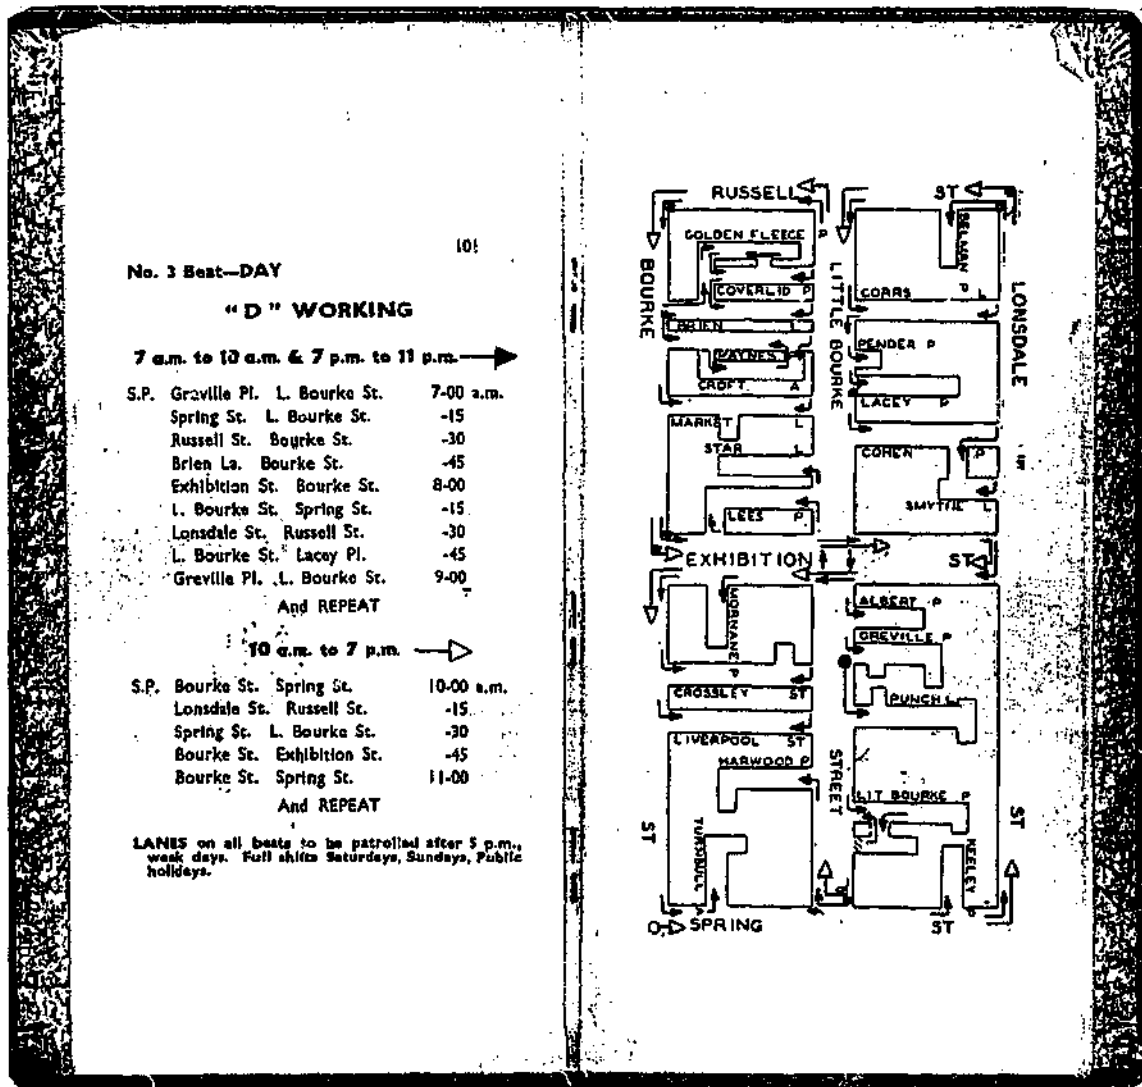 101
No. 3 Beat—DAY
"D" WORKING
7 a.m. to 10 a.m. & 7 p.m. to 11 p.m.
S.P. Greville Pl. L. Bourke St. 7-00 a.m.
Spring St. L. Bourke St. -15
Russell St. Bourke St. -30
Brien La. Bourke St. -45
Exhibition St. Bourke St. 8-00
L. Bourke St. Spring St. -15
Lonsdale St. Russell St. -30
L. Bourke St. Lacey Pl. -45
Greville Pl. L. Bourke St. 9-00
And REPEAT
10 a.m. to 7 p.m.
S.P. Bourke St. Spring St. 10-00 a.m.
Lonsdale St. Russell St. -15
Spring St. L. Bourke St. -30
Bourke St. Exhibition St. -45
Bourke St. Spring St. 11-00
And REPEAT
LANES on all beats to be patrolled after 5 p.m.,
week days. Full shifts Saturdays, Sundays, Public
holidays.
RUSSELL ST
GOLDEN FLEECE P
COVERLID P
BRIEN L
PAYNES
CROFT A
MARKET L
STAR L
LEES P
BOURKE ST
LITTLE BOURKE STREET
LONSDALE ST
BELMAN P
CORRS L
PENDER P
LACEY P
COHEN P
SMYTHE L
EXHIBITION ST
MORNANE P
CROSSLEY ST
LIVERPOOL ST
HARWOOD P
TURNBULL A
ALBERT P
GREVILLE P
PUNCH L
LIT BOURKE P
KEELEY P
SPRING ST